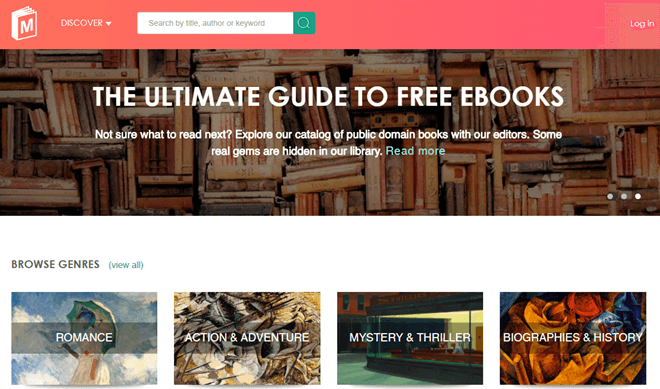 M
DISCOVER
Search by title, author or keyword
Log in
THE ULTIMATE GUIDE TO FREE EBOOKS
Not sure what to read next? Explore our catalog of public domain books with our editors. Some
real gems are hidden in our library. Read more
BROWSE GENRES (view all)
ROMANCE
ACTION & ADVENTURE
MYSTERY & THRILLER
BIOGRAPHIES & HISTORY